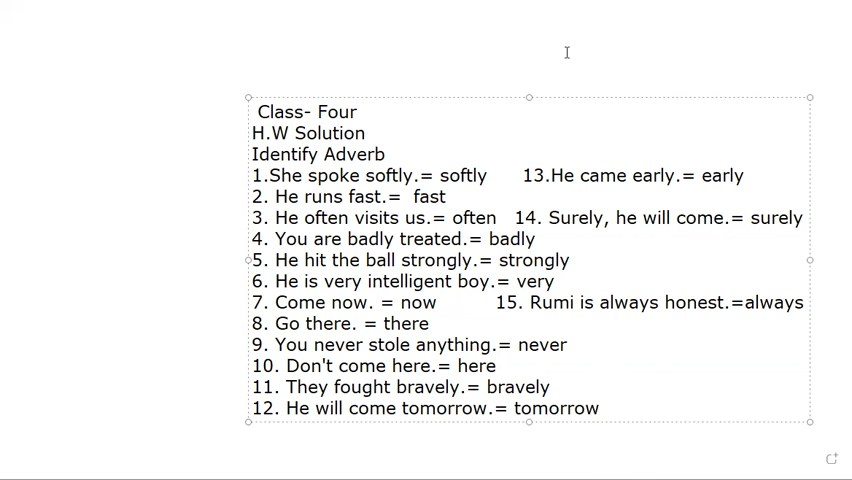 Class- Four
H.W Solution
Identify Adverb
1.She spoke softly.= softly 13.He came early.= early
2. He runs fast.= fast
3. He often visits us.= often 14. Surely, he will come.= surely
4. You are badly treated.= badly
5. He hit the ball strongly.= strongly
6. He is very intelligent boy.= very
7. Come now. = now 15. Rumi is always honest.=always
8. Go there. = there
9. You never stole anything.= never
10. Don't come here.= here
11. They fought bravely.= bravely
12. He will come tomorrow.= tomorrow